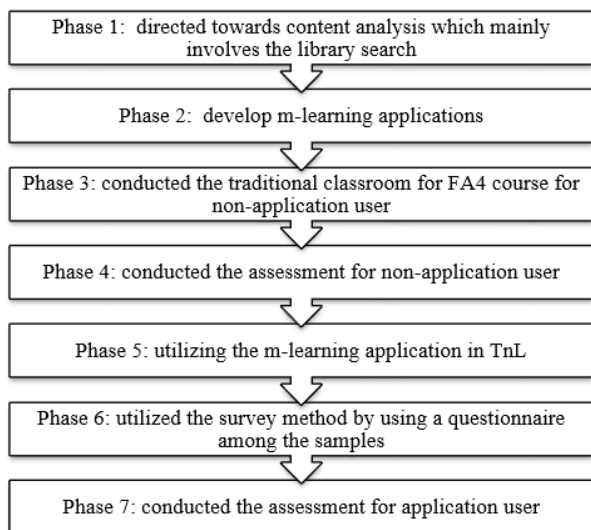 Phase 1: directed towards content analysis which mainly
involves the library search
Phase 2: develop m-learning applications
Phase 3: conducted the traditional classroom for FA4 course for
non-application user
Phase 4: conducted the assessment for non-application user
Phase 5: utilizing the m-learning application in TnL
Phase 6: utilized the survey method by using a questionnaire
among the samples
Phase 7: conducted the assessment for application user